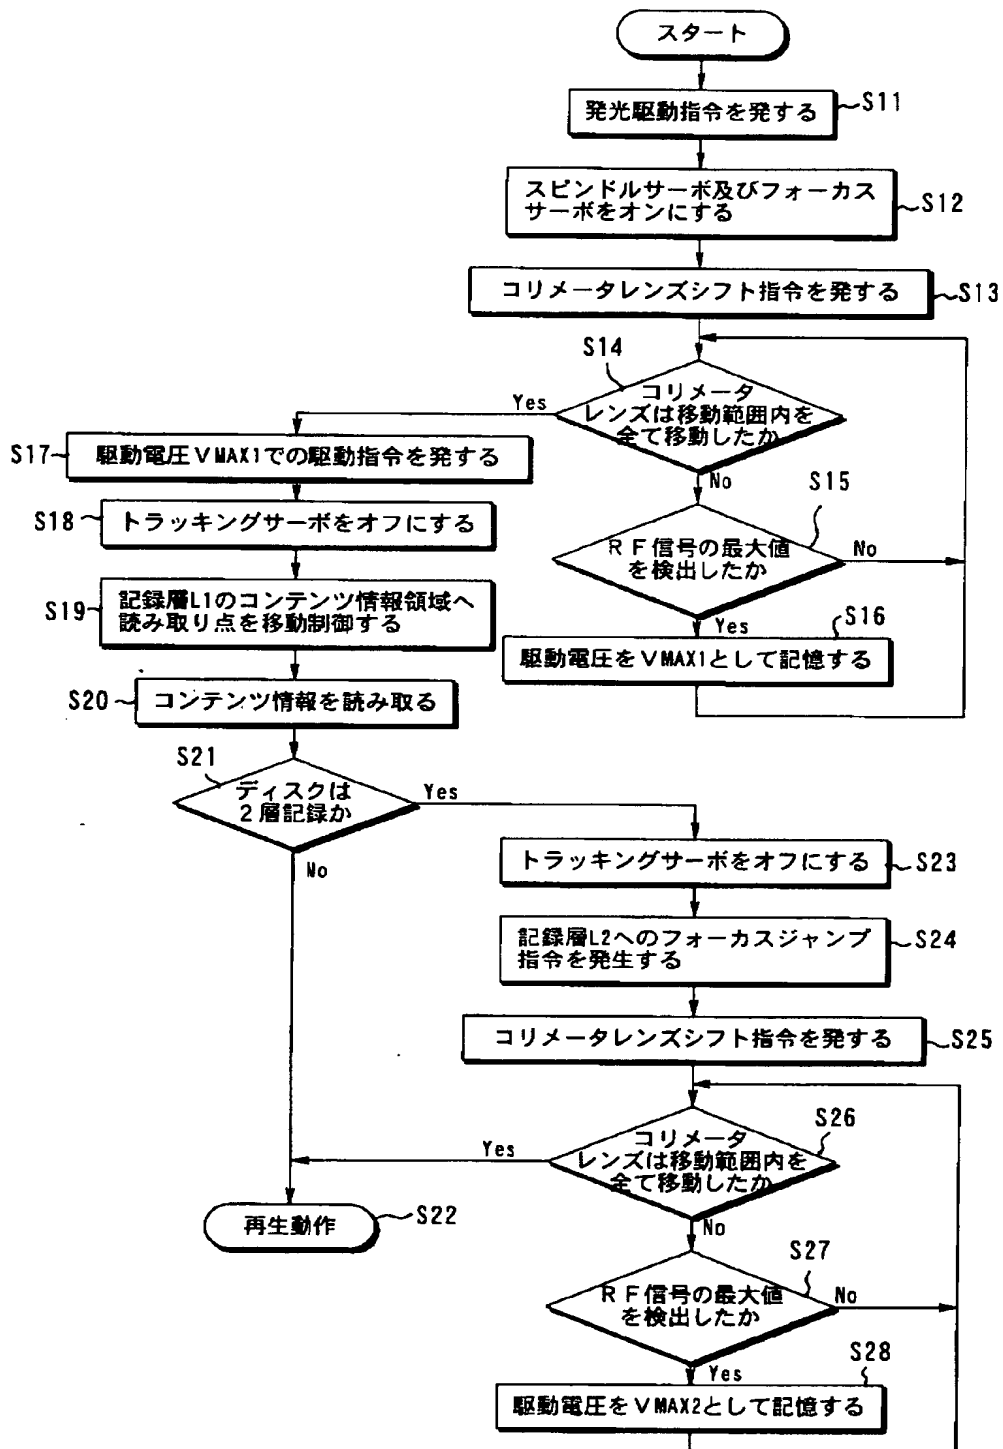 スタート
発光駆動指令を発する
S11
スピンドルサーボ及びフォーカス
サーボをオンにする
S12
コリメータレンズシフト指令を発する
S13
S14
コリメータ
レンズは移動範囲内を
全て移動したか
Yes
No
S15
RF信号の最大値
を検出したか
No
Yes
S16
駆動電圧をVMAX1として記憶する
S17
駆動電圧VMAX1での駆動指令を発する
S18
トラッキングサーボをオフにする
S19
記録層L1のコンテンツ情報領域へ
読み取り点を移動制御する
S20
コンテンツ情報を読み取る
S21
ディスクは
2層記録か
Yes
No
トラッキングサーボをオフにする
S23
記録層L2へのフォーカスジャンプ
指令を発生する
S24
コリメータレンズシフト指令を発する
S25
S26
コリメータ
レンズは移動範囲内を
全て移動したか
Yes
No
再生動作
S22
S27
RF信号の最大値
を検出したか
No
Yes
S28
駆動電圧をVMAX2として記憶する